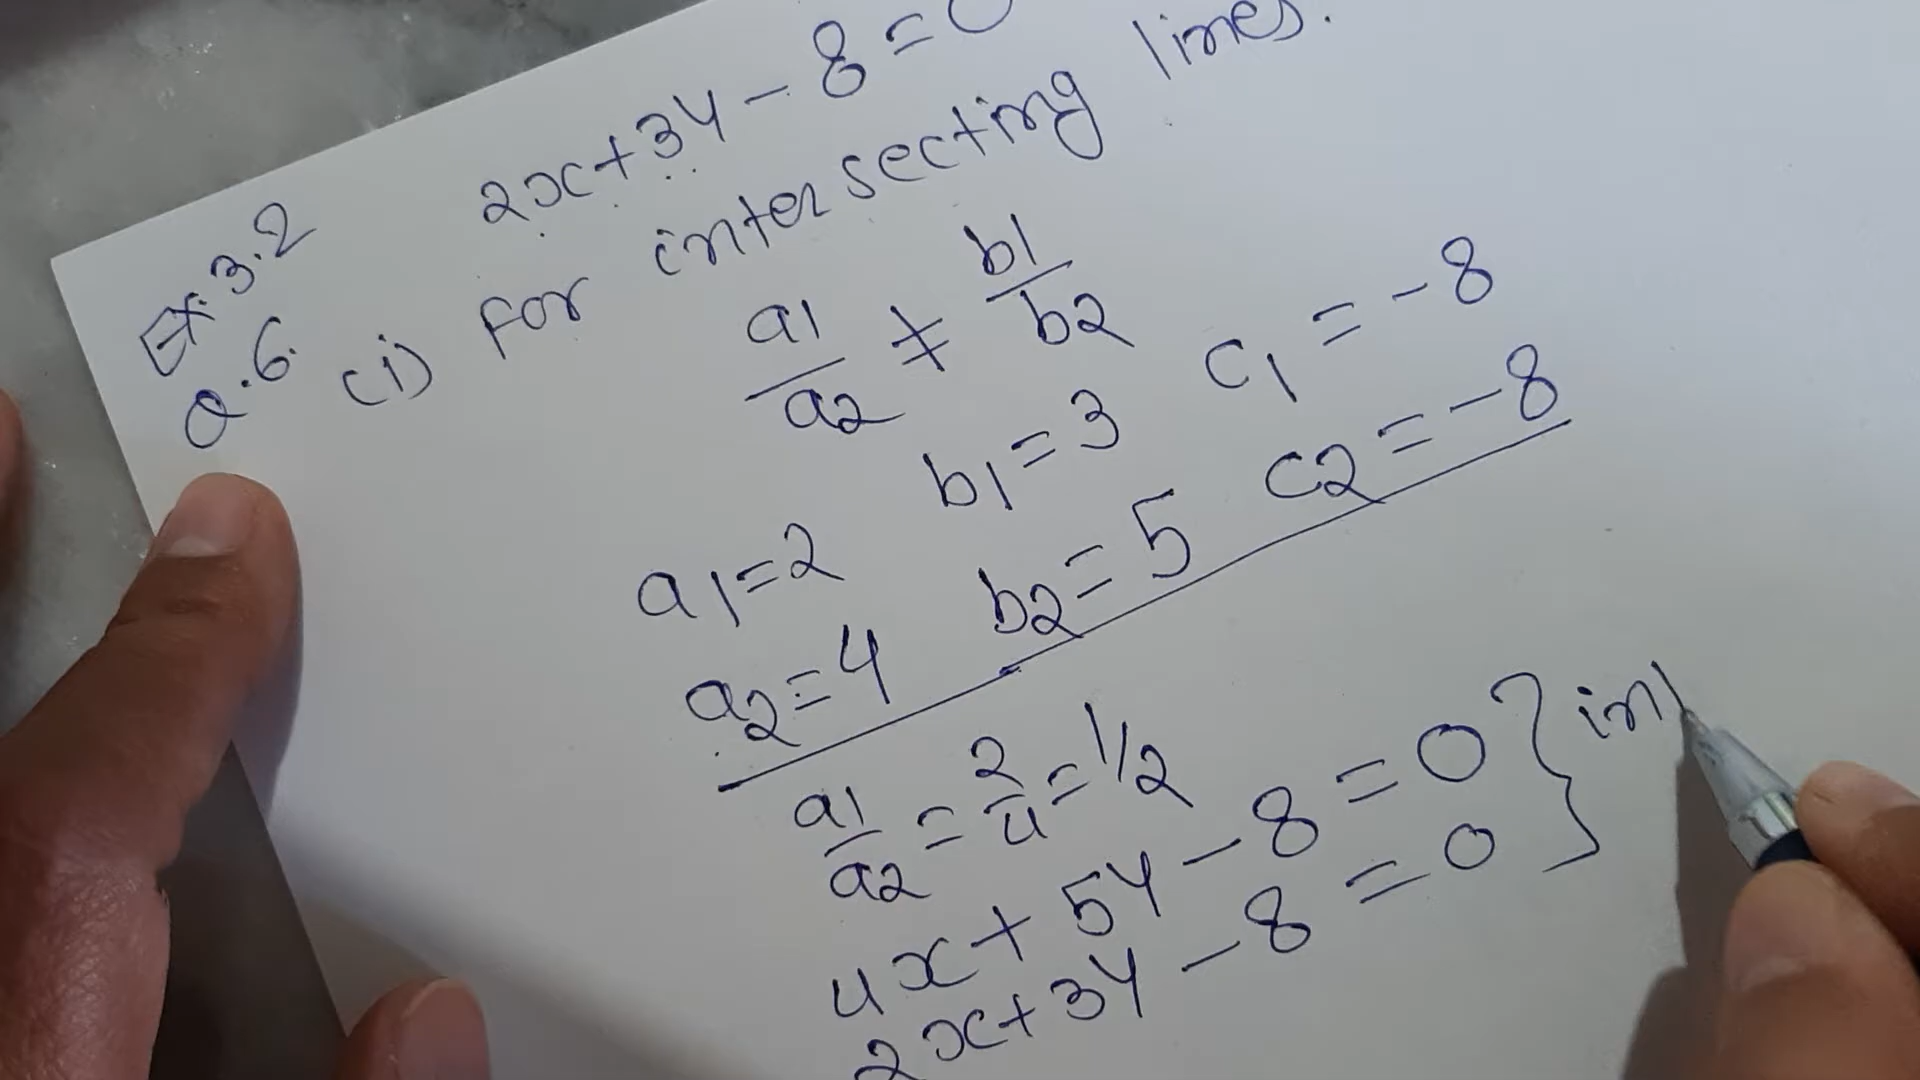 2x+3y-8=0
Ex. 3.2
Q.6. (i) For intersecting lines.
a1/a2 ≠ b1/b2
a1=2 b1=3 c1=-8
a2=4 b2=5 c2=-8
a1/a2 = 2/4 = 1/2
4x+5y-8=0
2x+3y-8=0